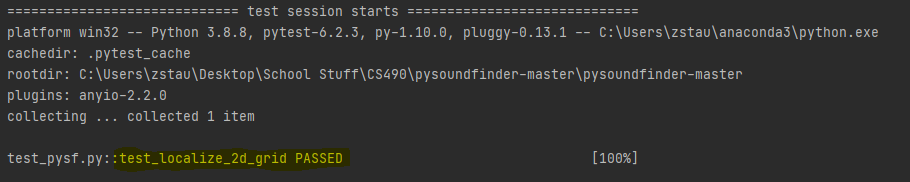 ============================= test session starts =============================
platform win32 -- Python 3.8.8, pytest-6.2.3, py-1.10.0, pluggy-0.13.1 -- C:\Users\zstau\anaconda3\python.exe
cachedir: .pytest_cache
rootdir: C:\Users\zstau\Desktop\School Stuff\CS490\pysoundfinder-master\pysoundfinder-master
plugins: anyio-2.2.0
collecting ... collected 1 item
test_pysf.py::test_localize_2d_grid PASSED                               [100%]